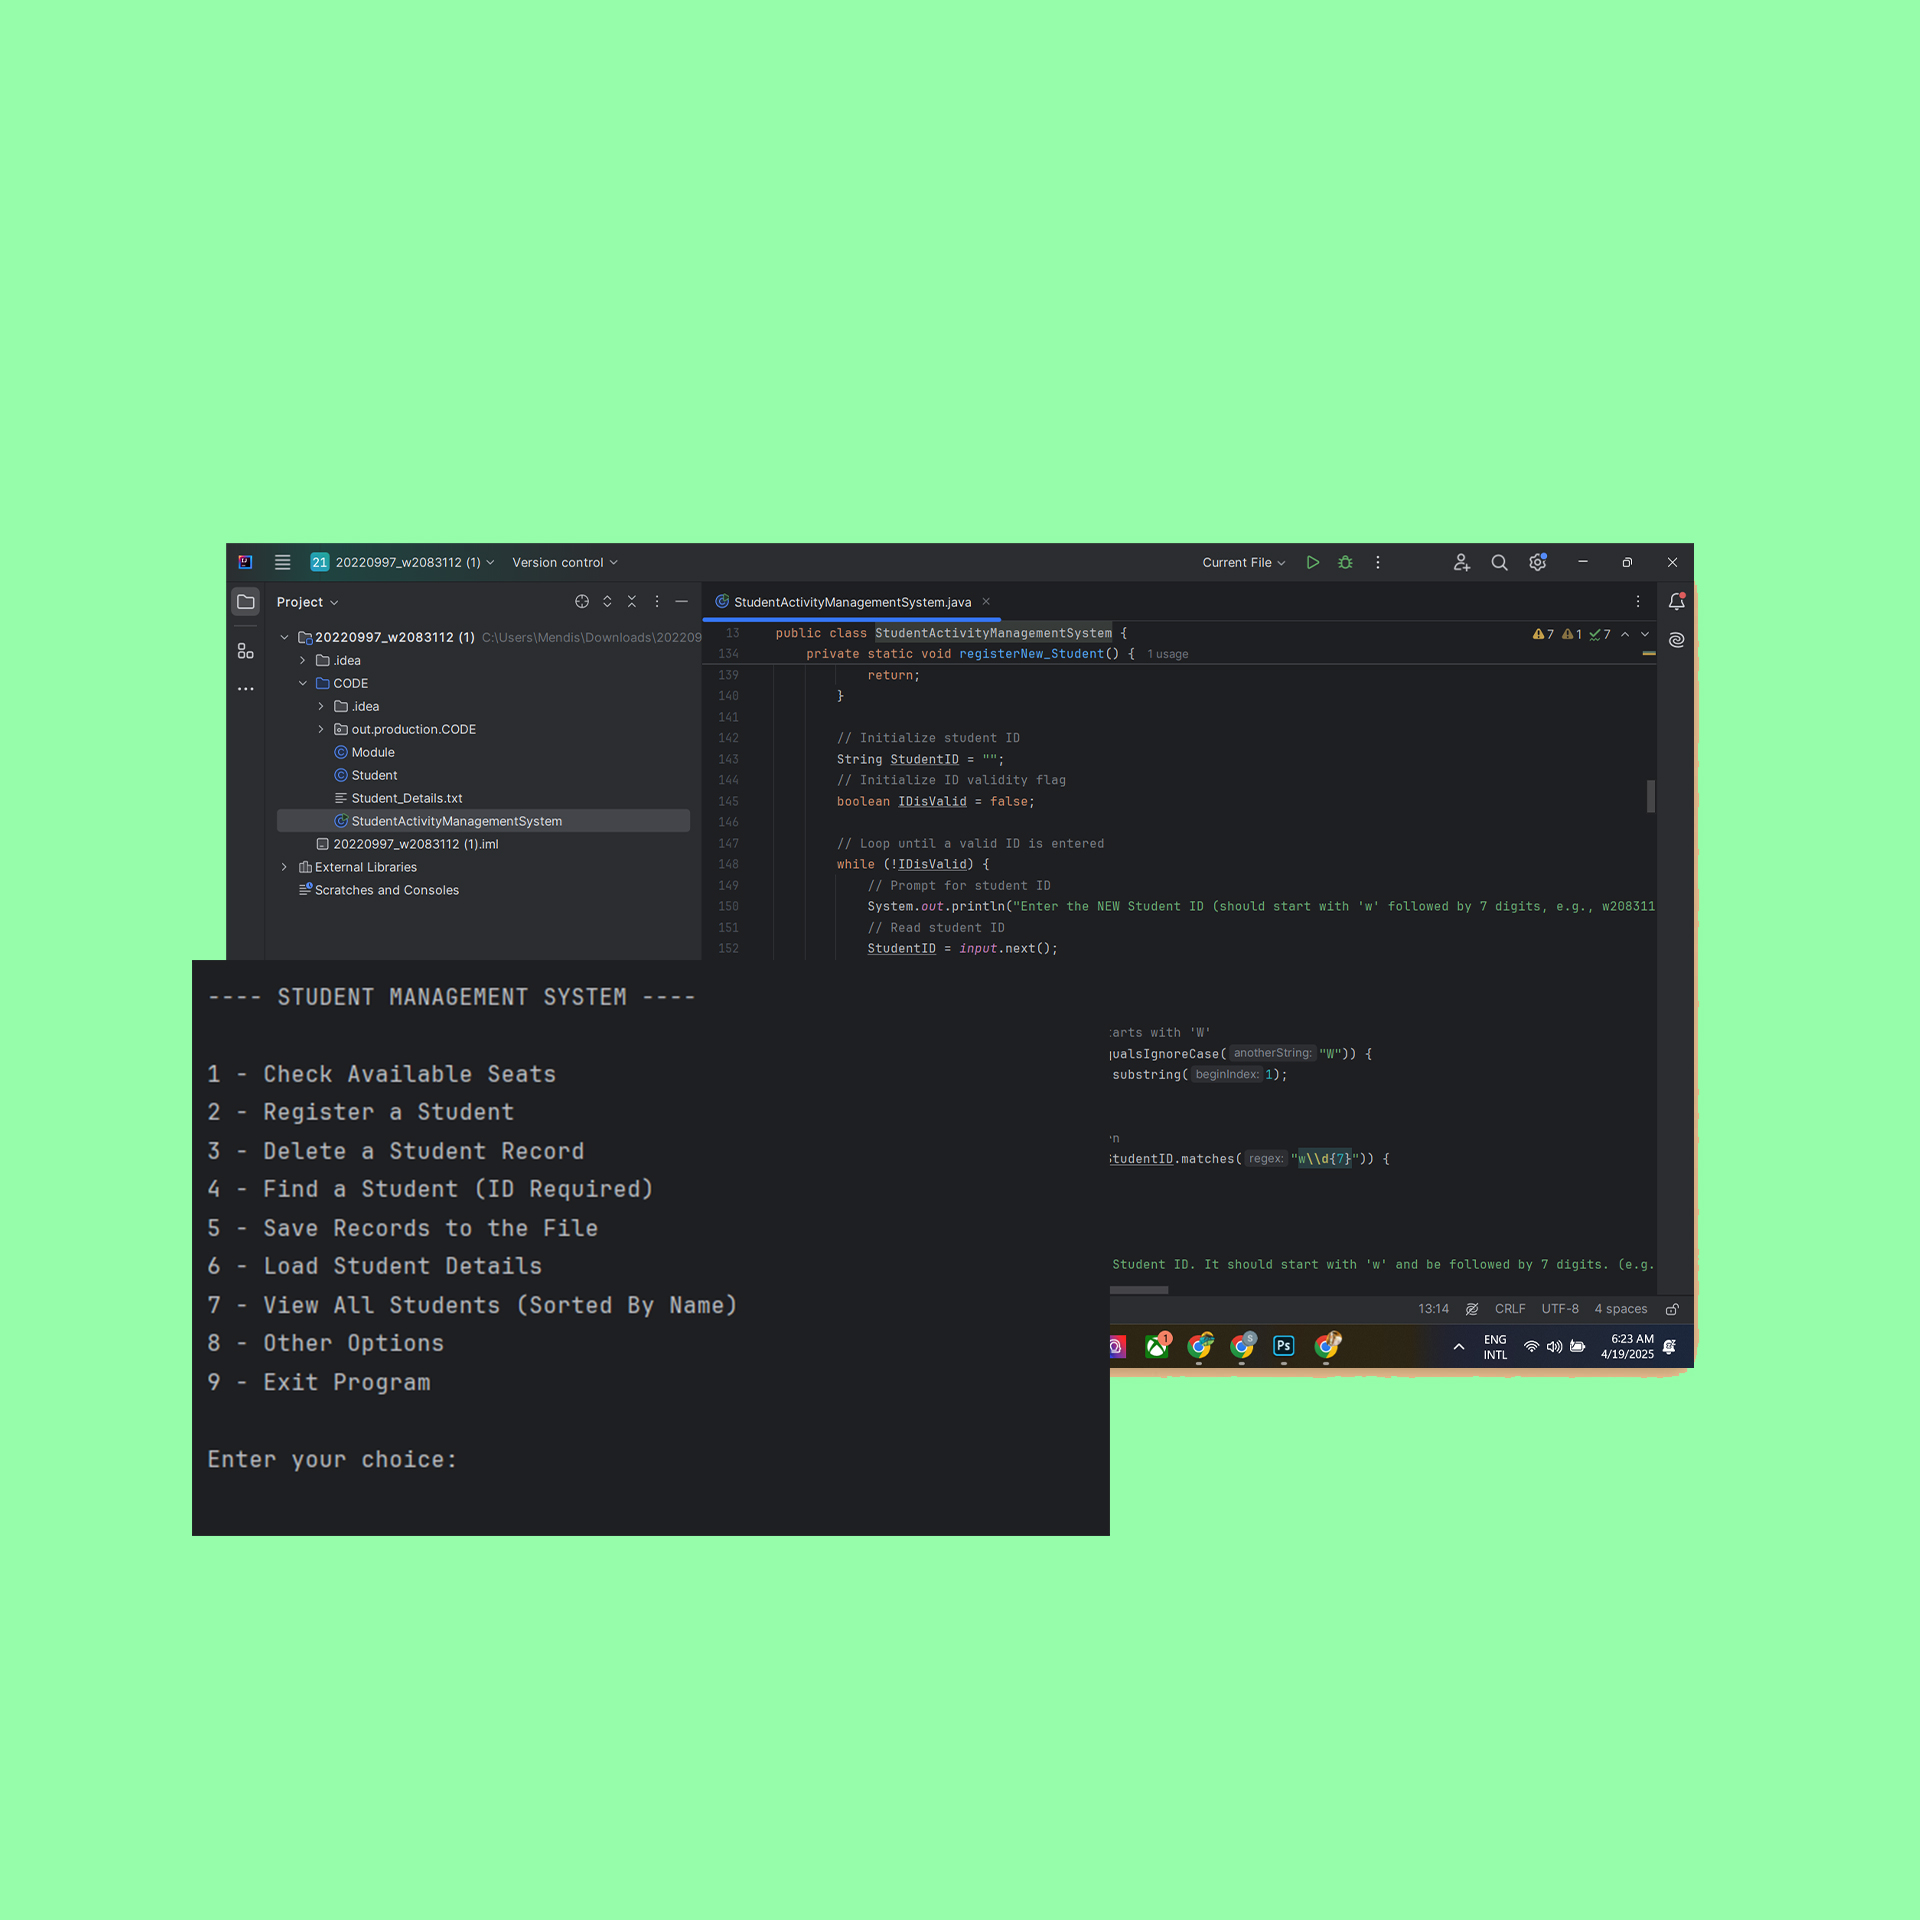 21 20220997_w2083112 (1) Version control Current File
Project
20220997_w2083112 (1) C:\Users\Mendis\Downloads\202209
.idea
CODE
.idea
out.production.CODE
Module
Student
Student_Details.txt
StudentActivityManagementSystem
20220997_w2083112 (1).iml
External Libraries
Scratches and Consoles
StudentActivityManagementSystem.java
7 1 7
13 public class StudentActivityManagementSystem {
134 private static void registerNew_Student() { 1 usage
139 return;
140 }
141
142 // Initialize student ID
143 String StudentID = "";
144 // Initialize ID validity flag
145 boolean IDisValid = false;
146
147 // Loop until a valid ID is entered
148 while (!IDisValid) {
149 // Prompt for student ID
150 System.out.println("Enter the NEW Student ID (should start with 'w' followed by 7 digits, e.g., w208311
151 // Read student ID
152 StudentID = input.next();
arts with 'W'
qualsIgnoreCase( anotherString: "W")) {
substring( beginIndex: 1);
n
StudentID.matches( regex: "w\\d{7}")) {
Student ID. It should start with 'w' and be followed by 7 digits. (e.g.
13:14 CRLF UTF-8 4 spaces
1 S Ps
ENG
INTL
6:23 AM
4/19/2025
---- STUDENT MANAGEMENT SYSTEM ----
1 - Check Available Seats
2 - Register a Student
3 - Delete a Student Record
4 - Find a Student (ID Required)
5 - Save Records to the File
6 - Load Student Details
7 - View All Students (Sorted By Name)
8 - Other Options
9 - Exit Program
Enter your choice: